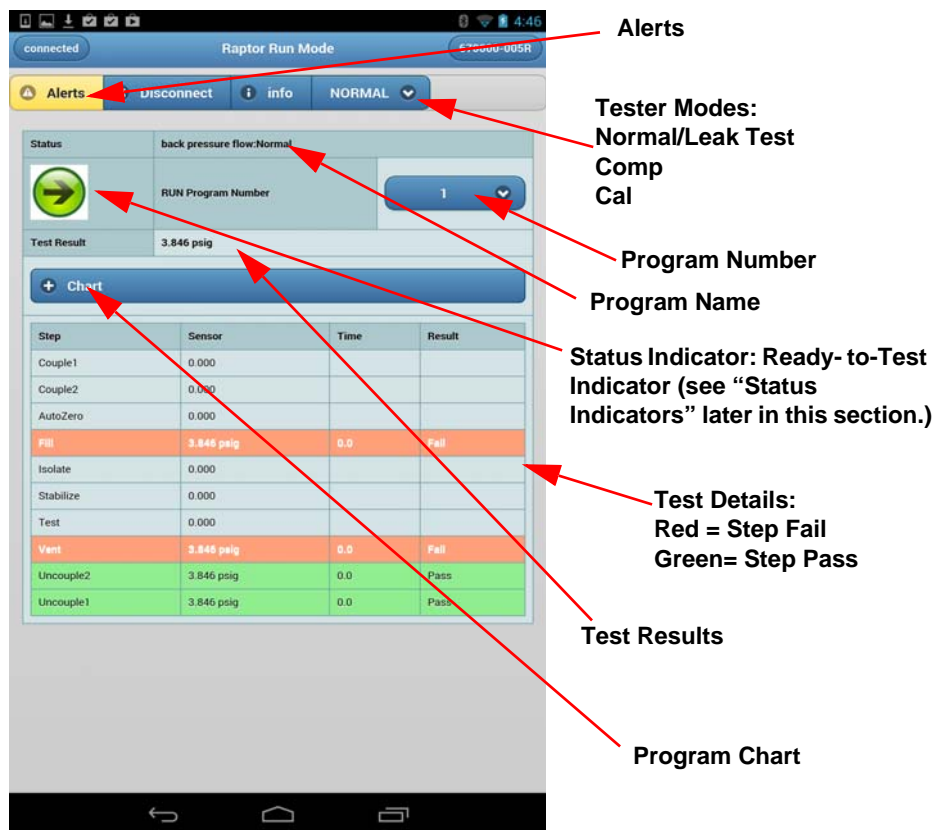 4:46
connected Raptor Run Mode 670600-005R
Alerts Disconnect info NORMAL
Status back pressure flow:Normal
RUN Program Number 1
Test Result 3.846 psig
Chart
Step Sensor Time Result
Couple1 0.000
Couple2 0.000
AutoZero 0.000
Fill 3.846 psig 0.0 Fail
Isolate 0.000
Stabilize 0.000
Test 0.000
Vent 3.846 psig 0.0 Fail
Uncouple2 3.846 psig 0.0 Pass
Uncouple1 3.846 psig 0.0 Pass
Alerts
Tester Modes:
Normal/Leak Test
Comp
Cal
Program Number
Program Name
Status Indicator: Ready- to-Test
Indicator (see “Status
Indicators” later in this section.)
Test Details:
Red = Step Fail
Green= Step Pass
Test Results
Program Chart